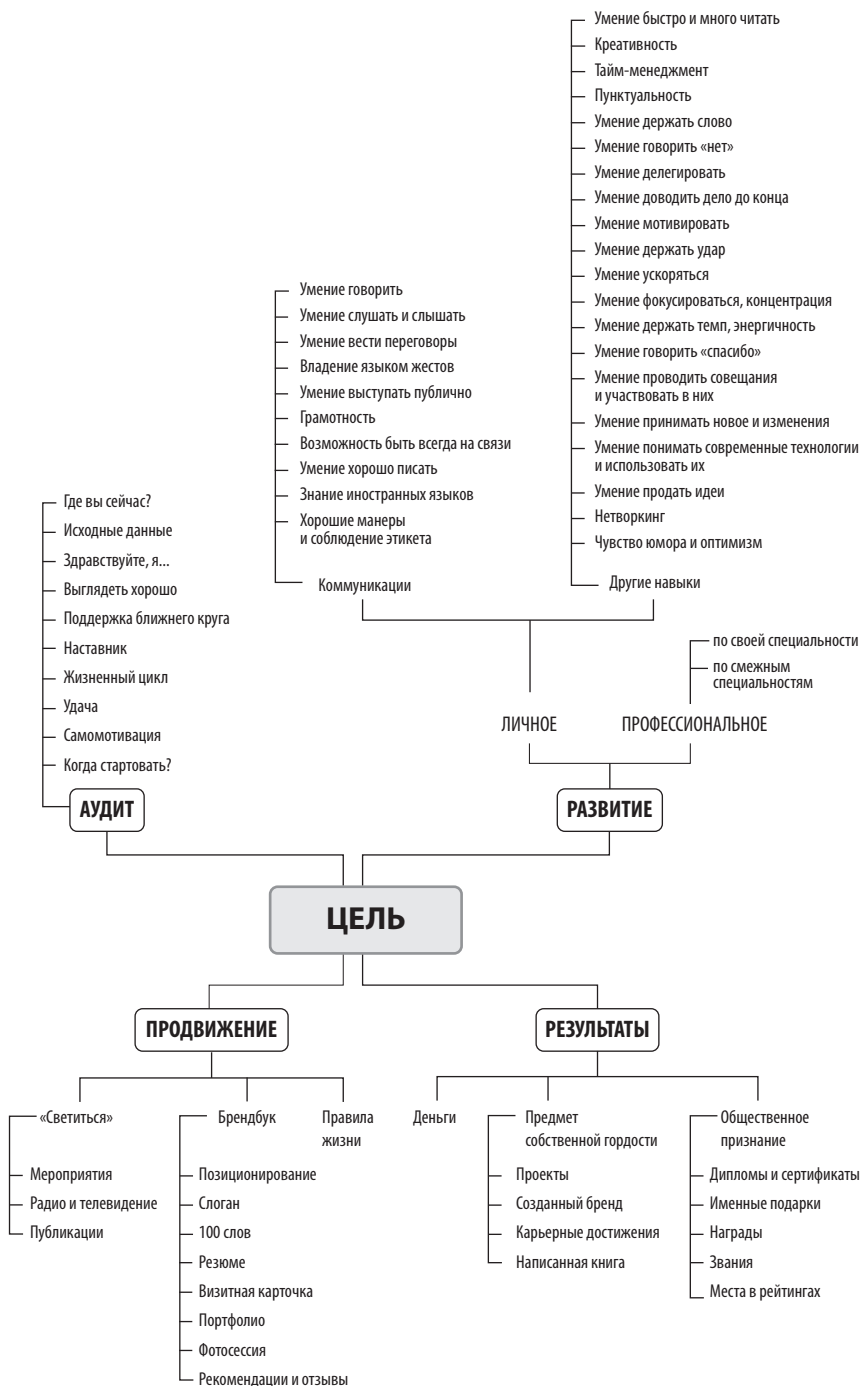 Умение быстро и много читать
Креативность
Тайм-менеджмент
Пунктуальность
Умение держать слово
Умение говорить «нет»
Умение делегировать
Умение доводить дело до конца
Умение мотивировать
Умение держать удар
Умение ускоряться
Умение фокусироваться, концентрация
Умение держать темп, энергичность
Умение говорить «спасибо»
Умение проводить совещания
и участвовать в них
Умение принимать новое и изменения
Умение понимать современные технологии
и использовать их
Умение продать идеи
Нетворкинг
Чувство юмора и оптимизм
Другие навыки
Умение говорить
Умение слушать и слышать
Умение вести переговоры
Владение языком жестов
Умение выступать публично
Грамотность
Возможность быть всегда на связи
Умение хорошо писать
Знание иностранных языков
Хорошие манеры
и соблюдение этикета
Коммуникации
по своей специальности
по смежным
специальностям
ЛИЧНОЕ
ПРОФЕССИОНАЛЬНОЕ
Где вы сейчас?
Исходные данные
Здравствуйте, я...
Выглядеть хорошо
Поддержка ближнего круга
Наставник
Жизненный цикл
Удача
Самомотивация
Когда стартовать?
АУДИТ
РАЗВИТИЕ
ЦЕЛЬ
ПРОДВИЖЕНИЕ
РЕЗУЛЬТАТЫ
«Светиться»
Мероприятия
Радио и телевидение
Публикации
Брендбук
Позиционирование
Слоган
100 слов
Резюме
Визитная карточка
Портфолио
Фотосессия
Рекомендации и отзывы
Правила
жизни
Деньги
Предмет
собственной гордости
Проекты
Созданный бренд
Карьерные достижения
Написанная книга
Общественное
признание
Дипломы и сертификаты
Именные подарки
Награды
Звания
Места в рейтингах